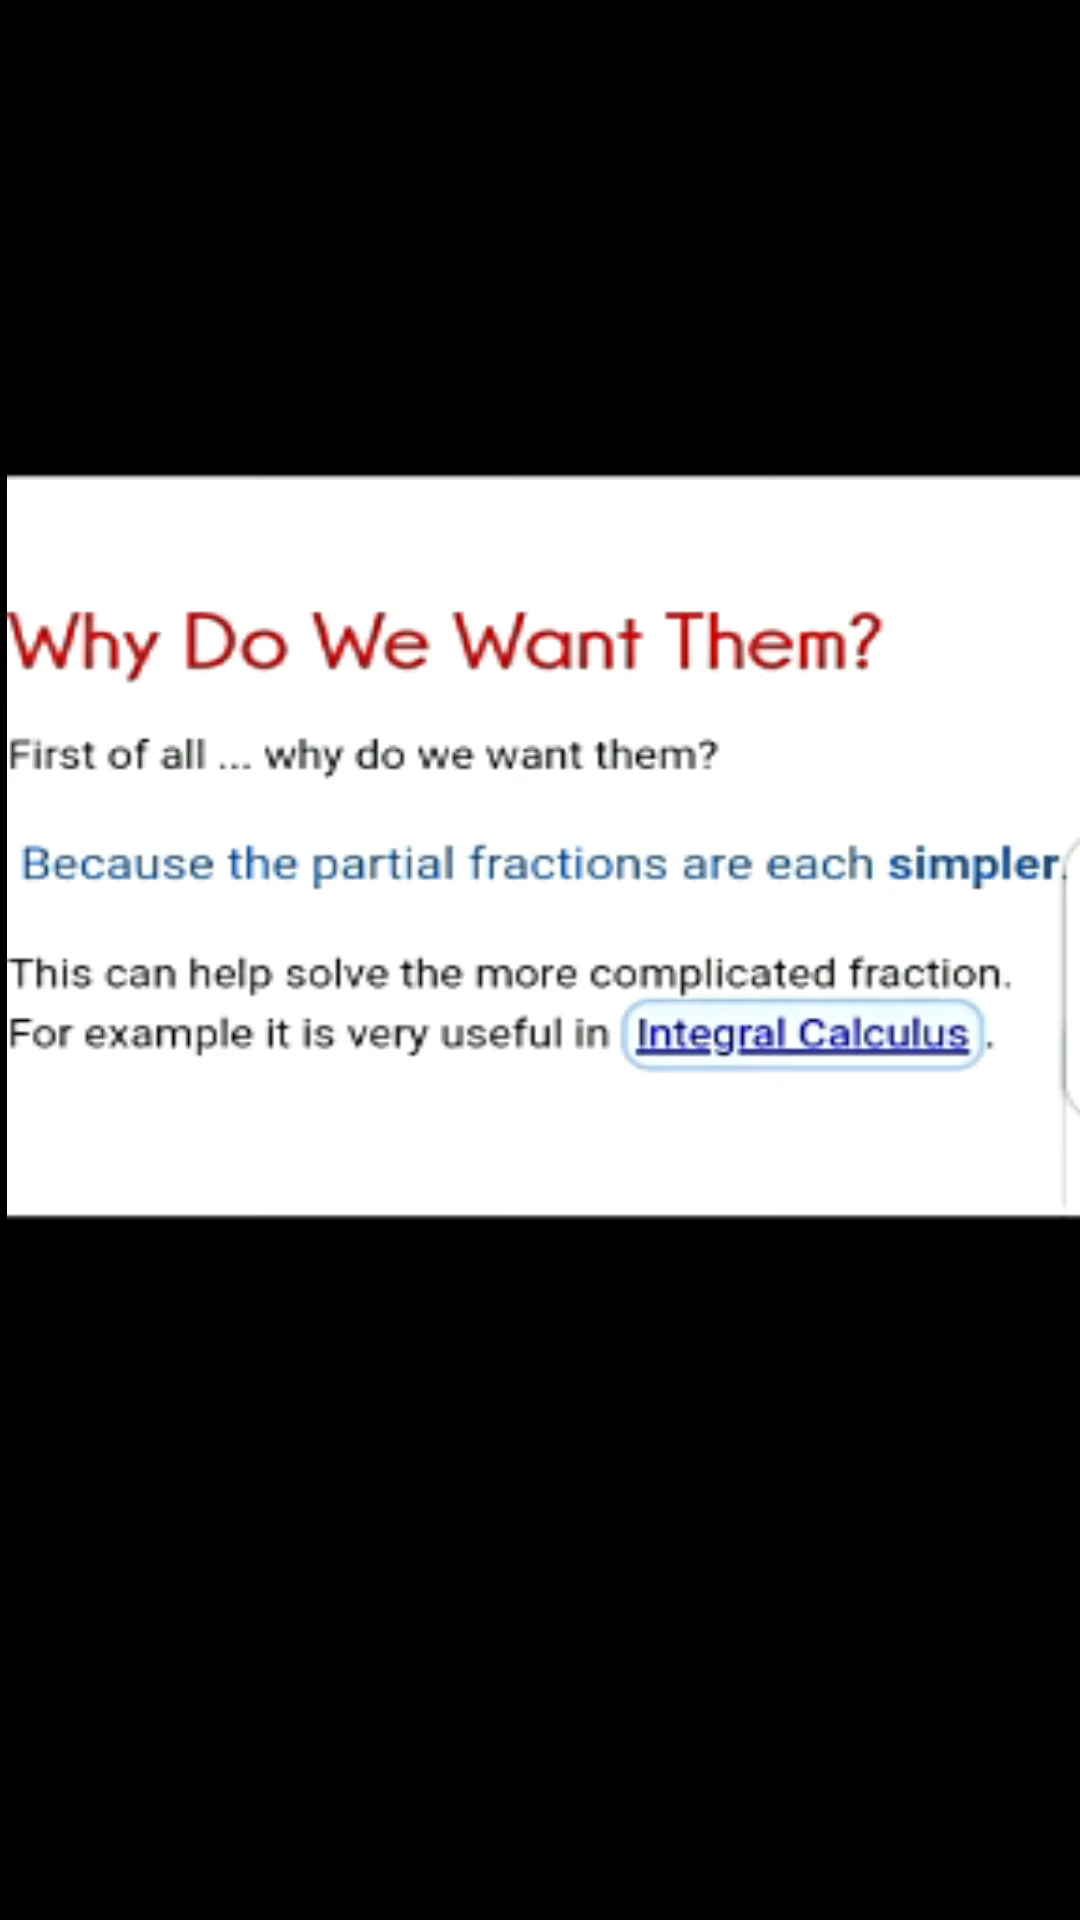 Why Do We Want Them?
First of all ... why do we want them?
Because the partial fractions are each simpler.
This can help solve the more complicated fraction.
For example it is very useful in Integral Calculus .